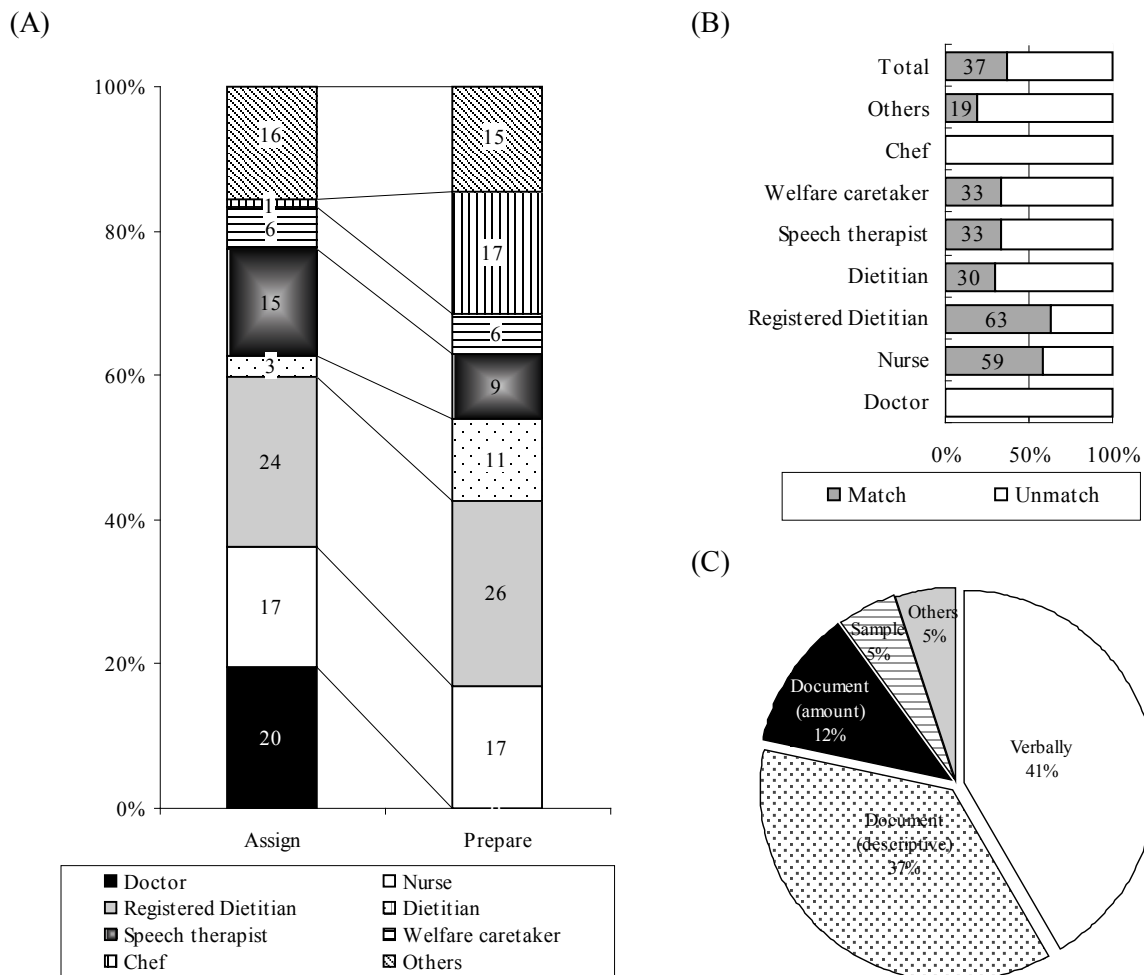 (A)
100%
80%
60%
40%
20%
0%
16
1
6
15
3
24
17
20
15
17
6
9
11
26
17
Assign
Prepare
Doctor
Nurse
Registered Dietitian
Dietitian
Speech therapist
Welfare caretaker
Chef
Others
(B)
Total
37
Others
19
Chef
Welfare caretaker
33
Speech therapist
33
Dietitian
30
Registered Dietitian
63
Nurse
59
Doctor
0%
50%
100%
Match
Unmatch
(C)
Others
5%
Sample
5%
Document
(amount)
12%
Verbally
41%
Document
(descriptive)
37%